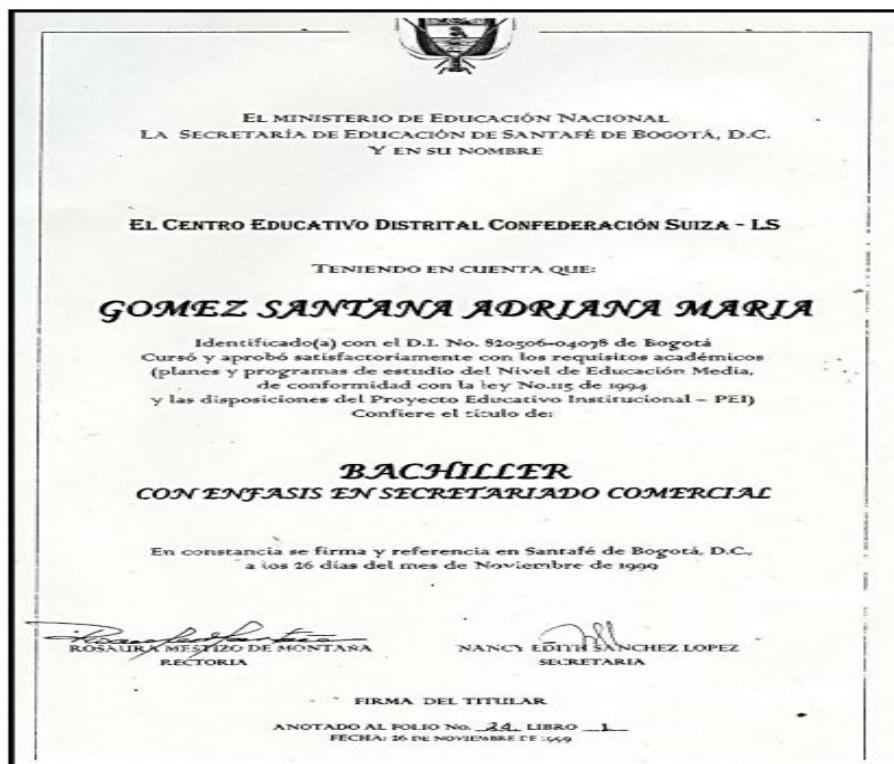 EL MINISTERIO DE EDUCACIÓN NACIONAL
LA SECRETARÍA DE EDUCACIÓN DE SANTAFÉ DE BOGOTÁ, D.C.
Y EN SU NOMBRE
EL CENTRO EDUCATIVO DISTRITAL CONFEDERACIÓN SUIZA - LS
TENIENDO EN CUENTA QUE:
GOMEZ SANTANA ADRIANA MARIA
Identificado(a) con el D.I. No. 820506-04078 de Bogotá
Cursó y aprobó satisfactoriamente con los requisitos académicos
(planes y programas de estudio del Nivel de Educación Media,
de conformidad con la ley No.115 de 1994
y las disposiciones del Proyecto Educativo Institucional – PEI)
Confiere el título de:
BACHILLER
CON ENFASIS EN SECRETARIADO COMERCIAL
En constancia se firma y referencia en Santafé de Bogotá, D.C.,
a los 26 días del mes de Noviembre de 1999
ROSAURA MESTIZO DE MONTAÑA NANCY EDITH SANCHEZ LOPEZ
RECTORIA SECRETARIA
FIRMA DEL TITULAR
ANOTADO AL FOLIO No. 24 LIBRO 1
FECHA: 26 DE NOVIEMBRE DE 1999